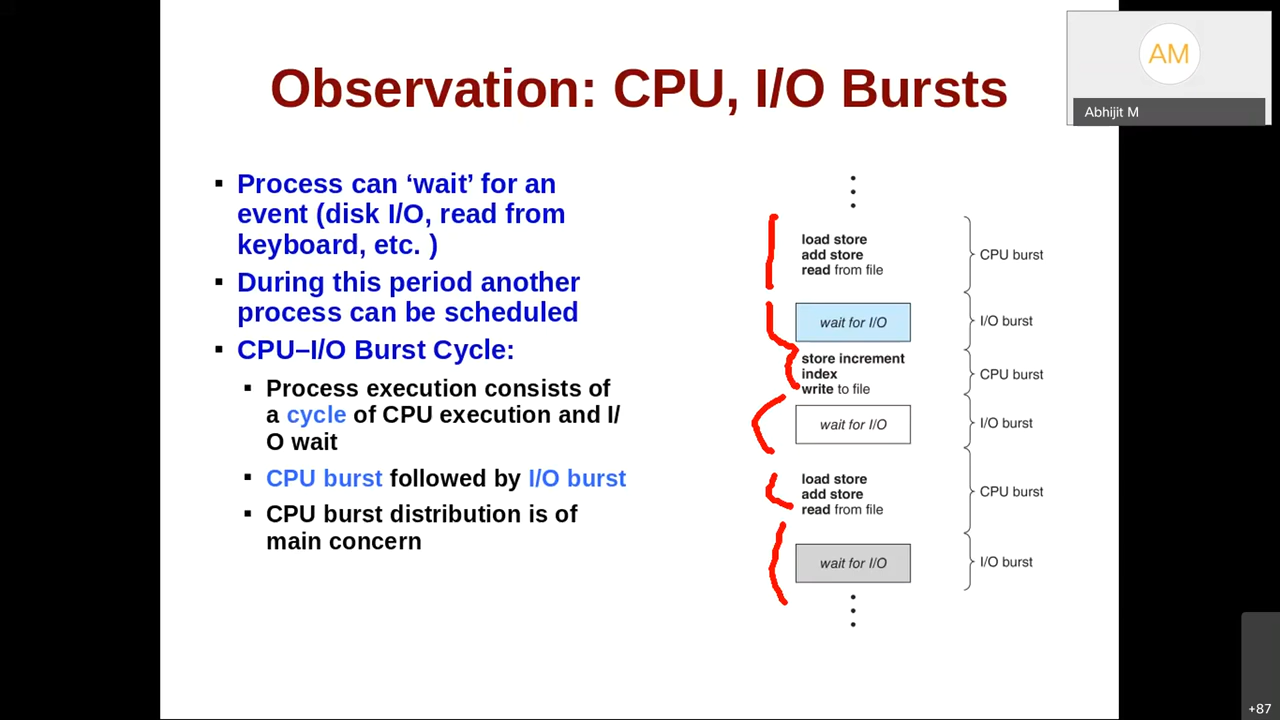 Observation: CPU, I/O Bursts
AM
Abhijit M
▪ Process can ‘wait’ for an
event (disk I/O, read from
keyboard, etc. )
▪ During this period another
process can be scheduled
▪ CPU–I/O Burst Cycle:
▪ Process execution consists of
a cycle of CPU execution and I/
O wait
▪ CPU burst followed by I/O burst
▪ CPU burst distribution is of
main concern
load store
add store
read from file
CPU burst
wait for I/O
I/O burst
store increment
index
write to file
CPU burst
wait for I/O
I/O burst
load store
add store
read from file
CPU burst
wait for I/O
I/O burst
+87